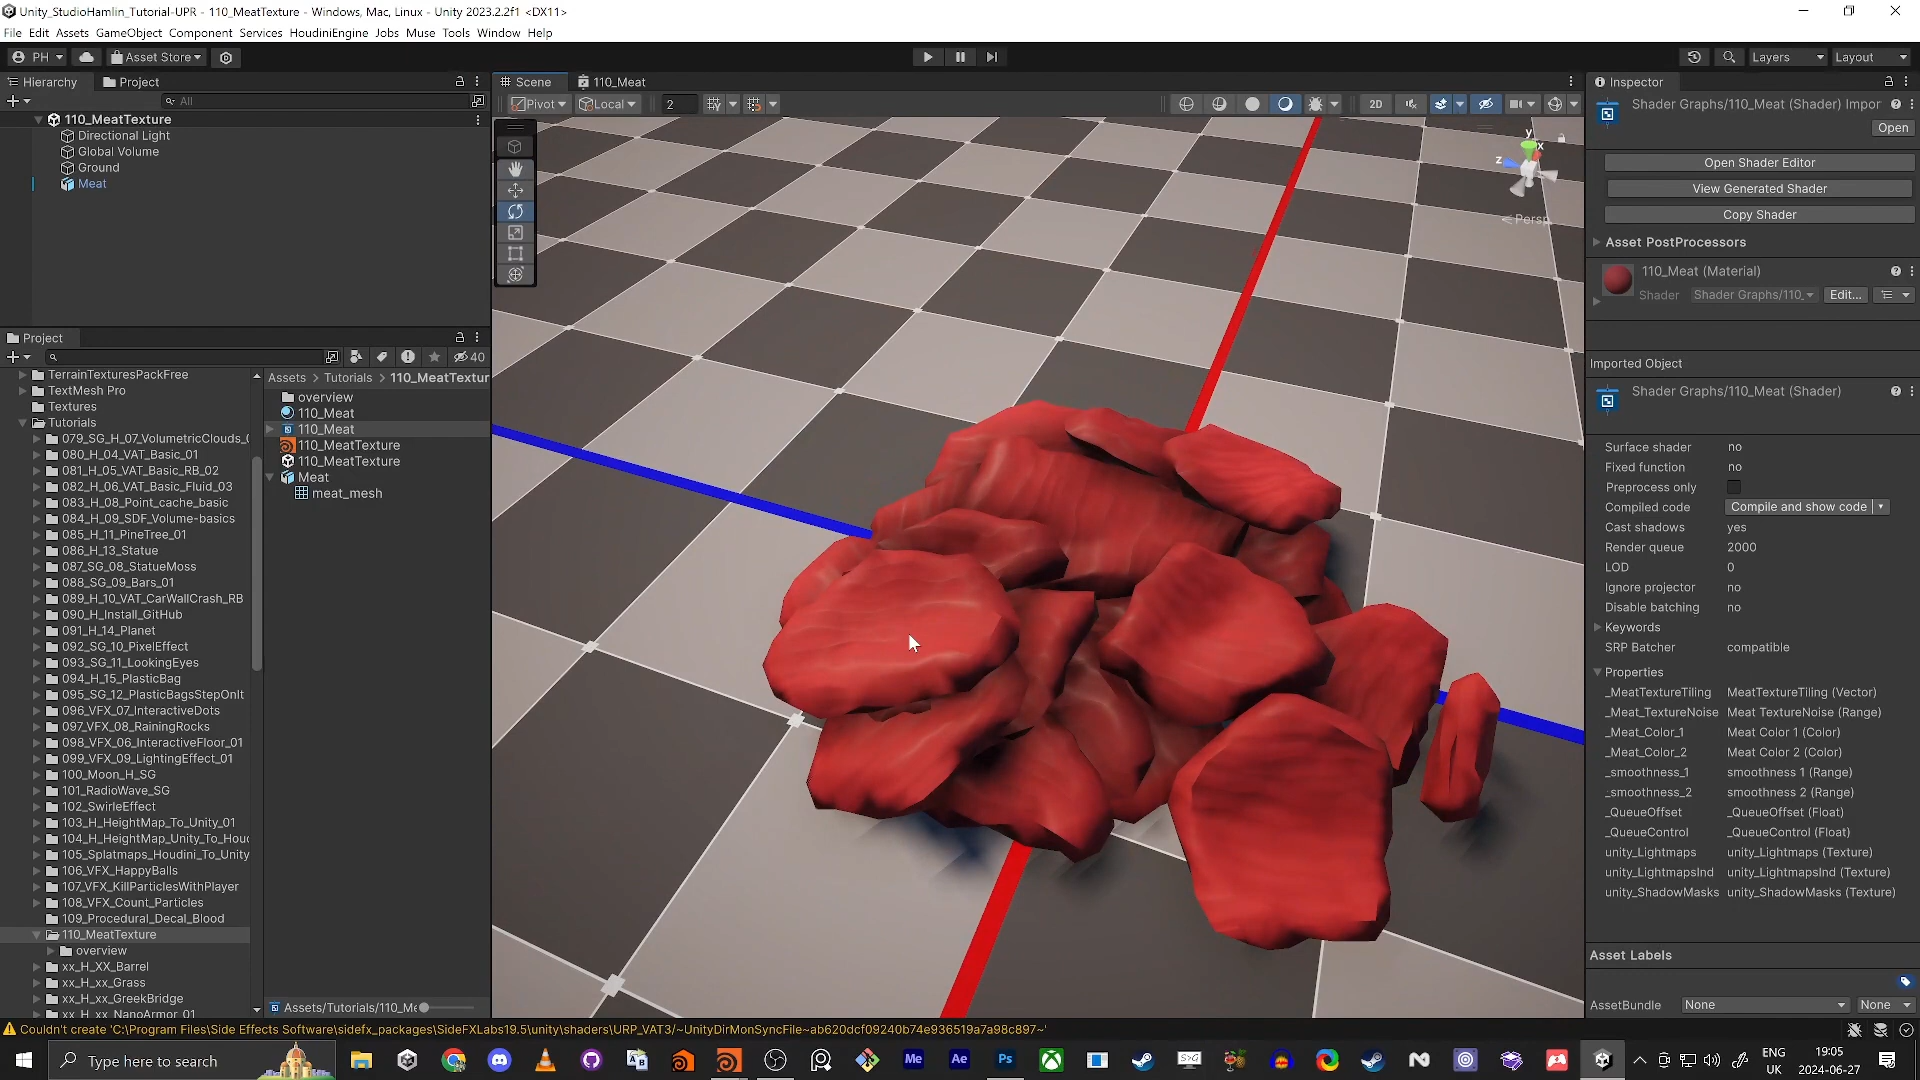 Unity_StudioHamlin_Tutorial-UPR - 110_MeatTexture - Windows, Mac, Linux - Unity 2023.2.2f1 <DX11>
File Edit Assets GameObject Component Services HoudiniEngine Jobs Muse Tools Window Help
PH Asset Store Layers Layout
Hierarchy Project
All
110_MeatTexture
Directional Light
Global Volume
Ground
Meat
Project
40
TerrainTexturesPackFree
TextMesh Pro
Textures
Tutorials
079_SG_H_07_VolumetricClouds_
080_H_04_VAT_Basic_01
081_H_05_VAT_Basic_RB_02
082_H_06_VAT_Basic_Fluid_03
083_H_08_Point_cache_basic
084_H_09_SDF_Volume-basics
085_H_11_PineTree_01
086_H_13_Statue
087_SG_08_StatueMoss
088_SG_09_Bars_01
089_H_10_VAT_CarWallCrash_RB
090_H_Install_GitHub
091_H_14_Planet
092_SG_10_PixelEffect
093_SG_11_LookingEyes
094_H_15_PlasticBag
095_SG_12_PlasticBagsStepOnIt
096_VFX_07_InteractiveDots
097_VFX_08_RainingRocks
098_VFX_06_InteractiveFloor_01
099_VFX_09_LightingEffect_01
100_Moon_H_SG
101_RadioWave_SG
102_SwirleEffect
103_H_HeightMap_To_Unity_01
104_H_HeightMap_Unity_To_Houd
105_Splatmaps_Houdini_To_Unity
106_VFX_HappyBalls
107_VFX_KillParticlesWithPlayer
108_VFX_Count_Particles
109_Procedural_Decal_Blood
110_MeatTexture
overview
xx_H_XX_Barrel
xx_H_xx_Grass
xx_H_xx_GreekBridge
xx_H_xx_NanoArmor_01
Assets > Tutorials > 110_MeatTextur
overview
110_Meat
110_Meat
110_MeatTexture
110_MeatTexture
Meat
meat_mesh
Assets/Tutorials/110_Me
Scene 110_Meat
Pivot Local 2 2D
y
x
z
< Persp
Inspector
Shader Graphs/110_Meat (Shader) Impor
Open
Open Shader Editor
View Generated Shader
Copy Shader
Asset PostProcessors
110_Meat (Material)
Shader Shader Graphs/110_ Edit...
Imported Object
Shader Graphs/110_Meat (Shader)
Surface shader no
Fixed function no
Preprocess only
Compiled code Compile and show code
Cast shadows yes
Render queue 2000
LOD 0
Ignore projector no
Disable batching no
Keywords
SRP Batcher compatible
Properties
_MeatTextureTiling MeatTextureTiling (Vector)
_Meat_TextureNoise Meat TextureNoise (Range)
_Meat_Color_1 Meat Color 1 (Color)
_Meat_Color_2 Meat Color 2 (Color)
_smoothness_1 smoothness 1 (Range)
_smoothness_2 smoothness 2 (Range)
_QueueOffset _QueueOffset (Float)
_QueueControl _QueueControl (Float)
unity_Lightmaps unity_Lightmaps (Texture)
unity_LightmapsInd unity_LightmapsInd (Texture)
unity_ShadowMasks unity_ShadowMasks (Texture)
Asset Labels
AssetBundle None None
Couldn't create 'C:\Program Files\Side Effects Software\sidefx_packages\SideFXLabs19.5\unity\shaders\URP_VAT3/~UnityDirMonSyncFile~ab620dcf09240b74e936519a7a98c897~'
Type here to search
Me Ae Ps
ENG
UK
19:05
2024-06-27